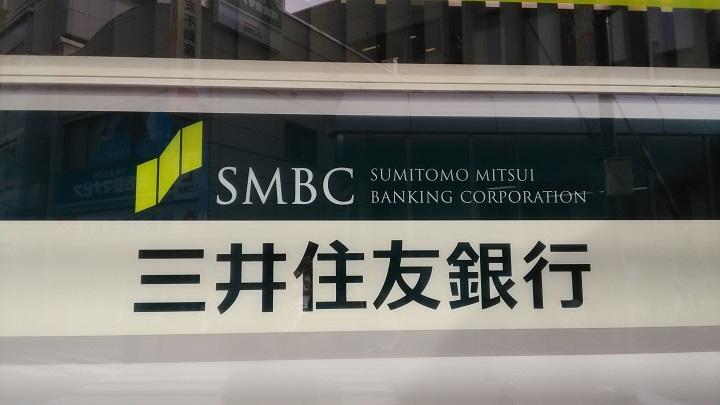 SMBC
SUMITOMO MITSUI
BANKING CORPORATION
三井住友銀行